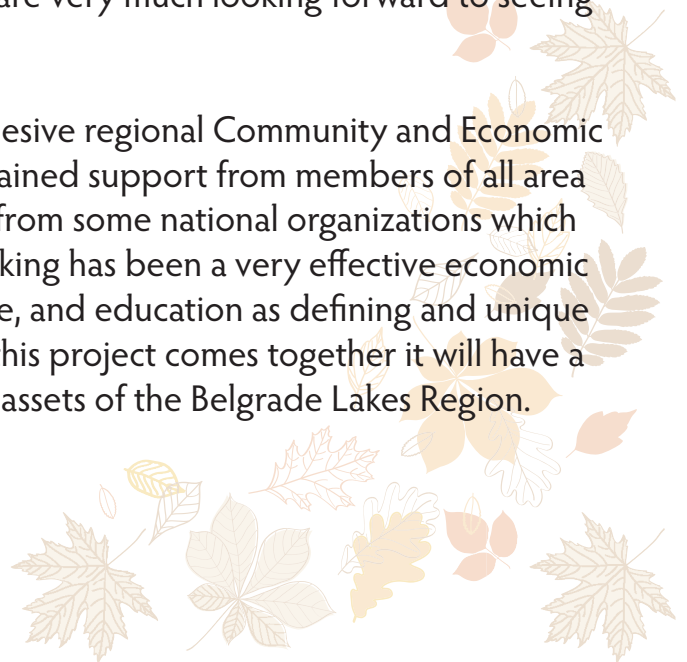 are very much looking forward to seeing
esive regional Community and Economic
ained support from members of all area
from some national organizations which
king has been a very effective economic
e, and education as defining and unique
this project comes together it will have a
assets of the Belgrade Lakes Region.